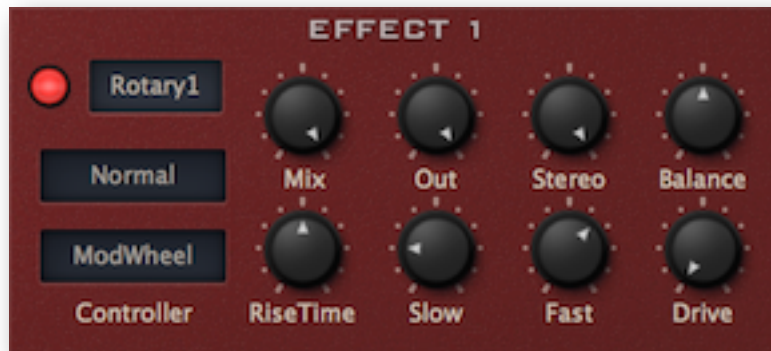 EFFECT 1
Rotary1
Normal
ModWheel
Controller
Mix Out Stereo Balance
RiseTime Slow Fast Drive